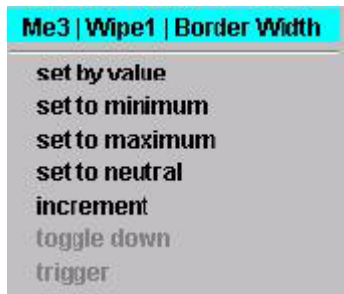 Me3 | Wipe1 | Border Width
set by value
set to minimum
set to maximum
set to neutral
increment
toggle down
trigger